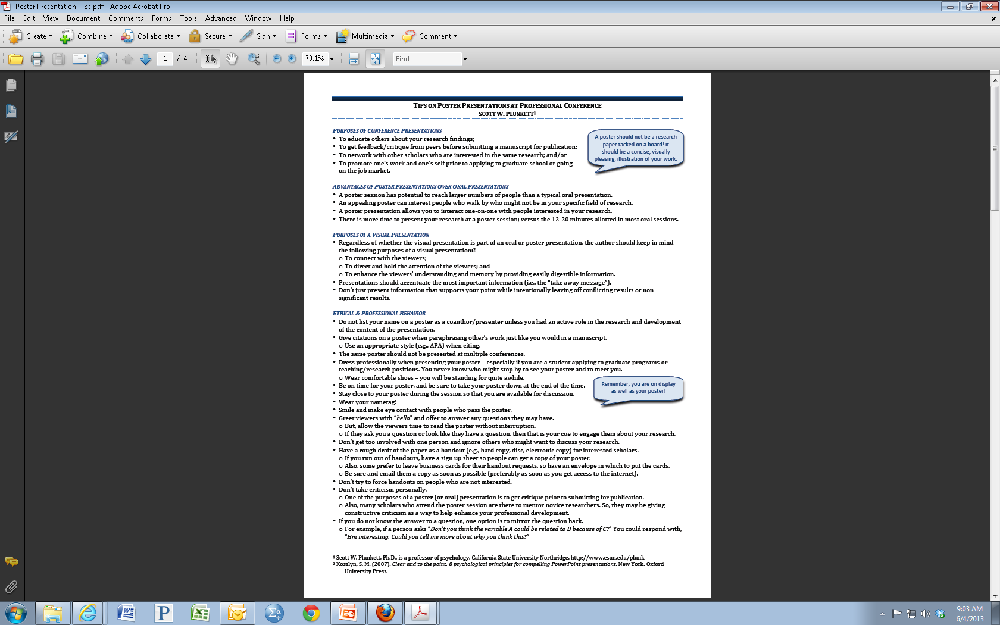 Poster Presentation Tips.pdf - Adobe Acrobat Pro
File Edit View Document Comments Forms Tools Advanced Window Help
Create Combine Collaborate Secure Sign Forms Multimedia Comment
1 / 4 73.1% Find
TIPS ON POSTER PRESENTATIONS AT PROFESSIONAL CONFERENCE
SCOTT W. PLUNKETT¹
PURPOSES OF CONFERENCE PRESENTATIONS
• To educate others about your research findings;
• To get feedback/critique from peers before submitting a manuscript for publication;
• To network with other scholars who are interested in the same research; and/or
• To promote one's work and one's self prior to applying to graduate school or going
on the job market.
A poster should not be a research
paper tacked on a board! It
should be a concise, visually
pleasing, illustration of your work.
ADVANTAGES OF POSTER PRESENTATIONS OVER ORAL PRESENTATIONS
• A poster session has potential to reach larger numbers of people than a typical oral presentation.
• An appealing poster can interest people who walk by who might not be in your specific field of research.
• A poster presentation allows you to interact one-on-one with people interested in your research.
• There is more time to present your research at a poster session; versus the 12-20 minutes allotted in most oral sessions.
PURPOSES OF A VISUAL PRESENTATION
• Regardless of whether the visual presentation is part of an oral or poster presentation, the author should keep in mind
the following purposes of a visual presentation:²
o To connect with the viewers;
o To direct and hold the attention of the viewers; and
o To enhance the viewers' understanding and memory by providing easily digestible information.
• Presentations should accentuate the most important information (i.e., the "take away message").
• Don't just present information that supports your point while intentionally leaving off conflicting results or non
significant results.
ETHICAL & PROFESSIONAL BEHAVIOR
• Do not list your name on a poster as a coauthor/presenter unless you had an active role in the research and development
of the content of the presentation.
• Give citations on a poster when paraphrasing other's work just like you would in a manuscript.
o Use an appropriate style (e.g., APA) when citing.
• The same poster should not be presented at multiple conferences.
• Dress professionally when presenting your poster – especially if you are a student applying to graduate programs or
teaching/research positions. You never know who might stop by to see your poster and to meet you.
o Wear comfortable shoes – you will be standing for quite awhile.
• Be on time for your poster, and be sure to take your poster down at the end of the time.
• Stay close to your poster during the session so that you are available for discussion.
Remember, you are on display
as well as your poster!
• Wear your nametag!
• Smile and make eye contact with people who pass the poster.
• Greet viewers with "hello" and offer to answer any questions they may have.
o But, allow the viewers time to read the poster without interruption.
o If they ask you a question or look like they have a question, then that is your cue to engage them about your research.
• Don't get too involved with one person and ignore others who might want to discuss your research.
• Have a rough draft of the paper as a handout (e.g., hard copy, disc, electronic copy) for interested scholars.
o If you run out of handouts, have a sign up sheet so people can get a copy of your poster.
o Also, some prefer to leave business cards for their handout requests, so have an envelope in which to put the cards.
o Be sure and email them a copy as soon as possible (preferably as soon as you get access to the internet).
• Don't try to force handouts on people who are not interested.
• Don't take criticism personally.
o One of the purposes of a poster (or oral) presentation is to get critique prior to submitting for publication.
o Also, many scholars who attend the poster session are there to mentor novice researchers. So, they may be giving
constructive criticism as a way to help enhance your professional development.
• If you do not know the answer to a question, one option is to mirror the question back.
o For example, if a person asks "Don't you think the variable A could be related to B because of C?" You could respond with,
"Hm interesting. Could you tell me more about why you think this?"
¹ Scott W. Plunkett, Ph.D., is a professor of psychology, California State University Northridge. http://www.csun.edu/plunk
² Kosslyn, S. M. (2007). Clear and to the point: 8 psychological principles for compelling PowerPoint presentations. New York: Oxford
University Press.
9:03 AM
6/4/2013